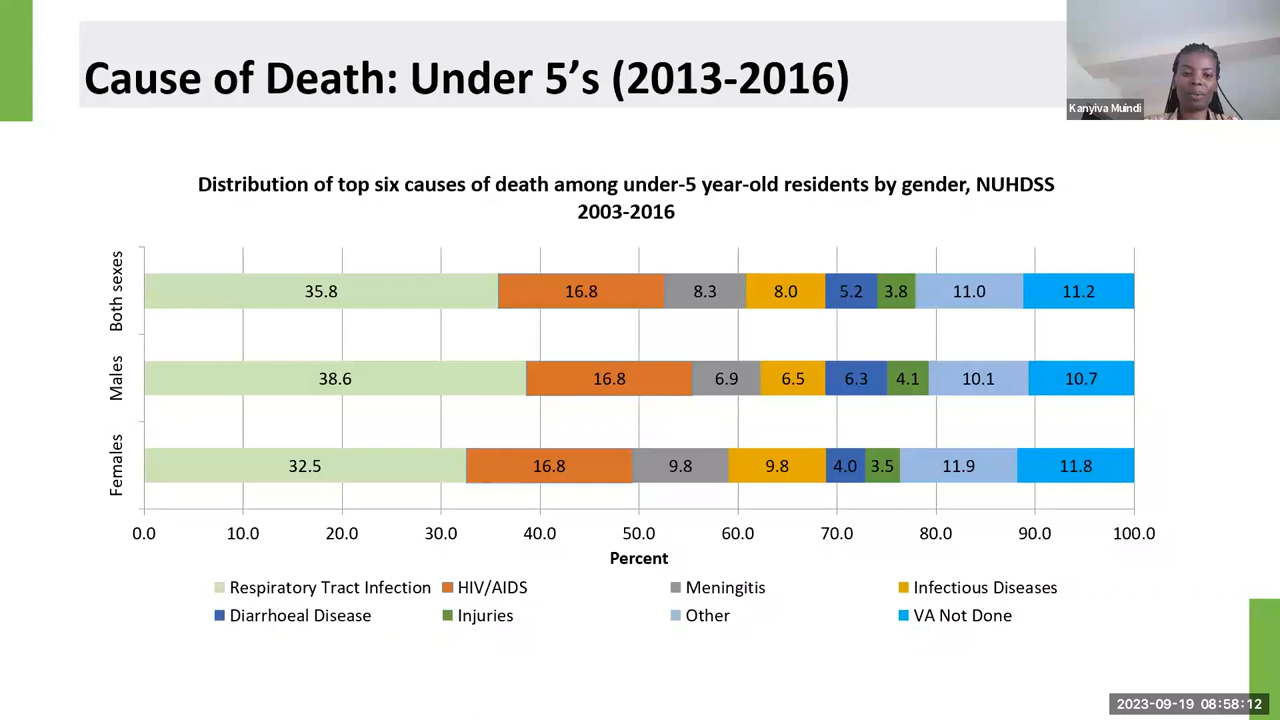 Cause of Death: Under 5’s (2013-2016)
Kanyiva Muindi
Distribution of top six causes of death among under-5 year-old residents by gender, NUHDSS
2003-2016
Both sexes
35.8 16.8 8.3 8.0 5.2 3.8 11.0 11.2
Males
38.6 16.8 6.9 6.5 6.3 4.1 10.1 10.7
Females
32.5 16.8 9.8 9.8 4.0 3.5 11.9 11.8
0.0 10.0 20.0 30.0 40.0 50.0 60.0 70.0 80.0 90.0 100.0
Percent
Respiratory Tract Infection HIV/AIDS Meningitis Infectious Diseases
Diarrhoeal Disease Injuries Other VA Not Done
2023-09-19 08:58:12